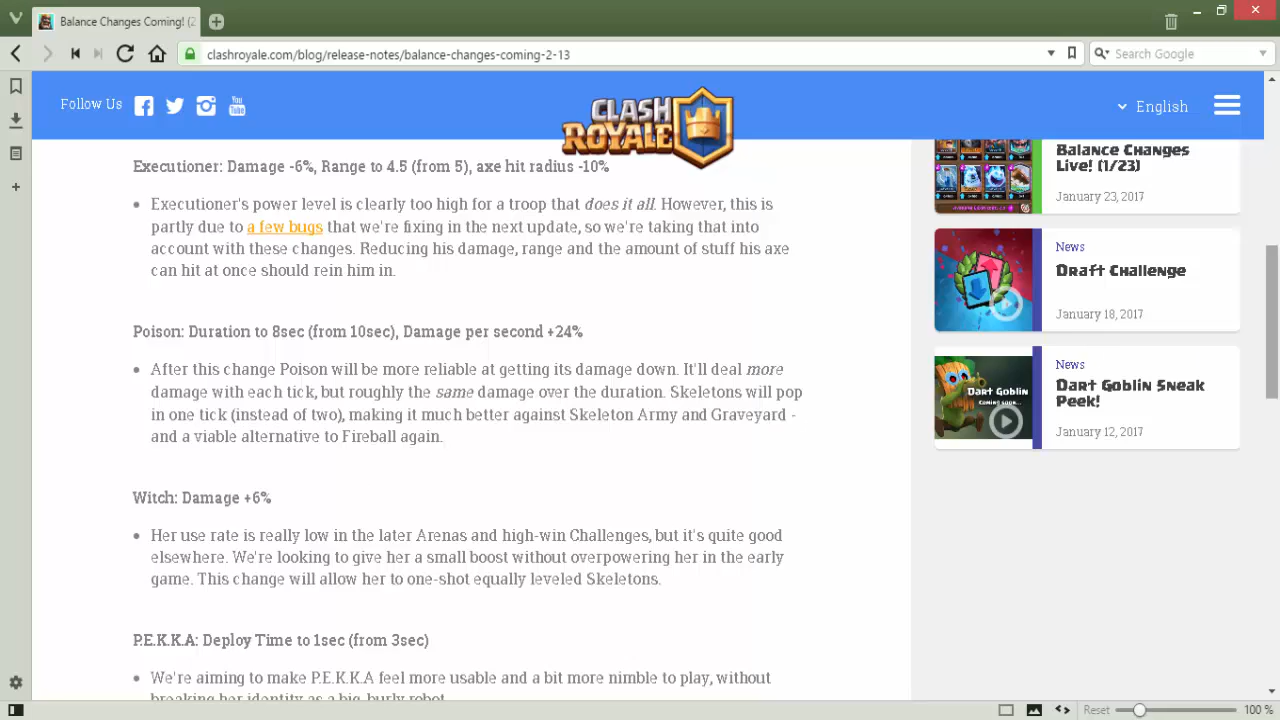 Balance Changes Coming! (2
clashroyale.com/blog/release-notes/balance-changes-coming-2-13
Search Google
Follow Us
You
Tube
CLASH
ROYALE
English
Executioner: Damage -6%, Range to 4.5 (from 5), axe hit radius -10%
Executioner's power level is clearly too high for a troop that does it all. However, this is
partly due to a few bugs that we're fixing in the next update, so we're taking that into
account with these changes. Reducing his damage, range and the amount of stuff his axe
can hit at once should rein him in.
Poison: Duration to 8sec (from 10sec), Damage per second +24%
After this change Poison will be more reliable at getting its damage down. It'll deal more
damage with each tick, but roughly the same damage over the duration. Skeletons will pop
in one tick (instead of two), making it much better against Skeleton Army and Graveyard -
and a viable alternative to Fireball again.
Witch: Damage +6%
Her use rate is really low in the later Arenas and high-win Challenges, but it's quite good
elsewhere. We're looking to give her a small boost without overpowering her in the early
game. This change will allow her to one-shot equally leveled Skeletons.
P.E.K.K.A: Deploy Time to 1sec (from 3sec)
We're aiming to make P.E.K.K.A feel more usable and a bit more nimble to play, without
breaking her identity as a big, burly robot.
Balance Changes
Live! (1/23)
January 23, 2017
News
Draft Challenge
January 18, 2017
Dart Goblin
COMING SOON...
News
Dart Goblin Sneak
Peek!
January 12, 2017
Reset
100 %